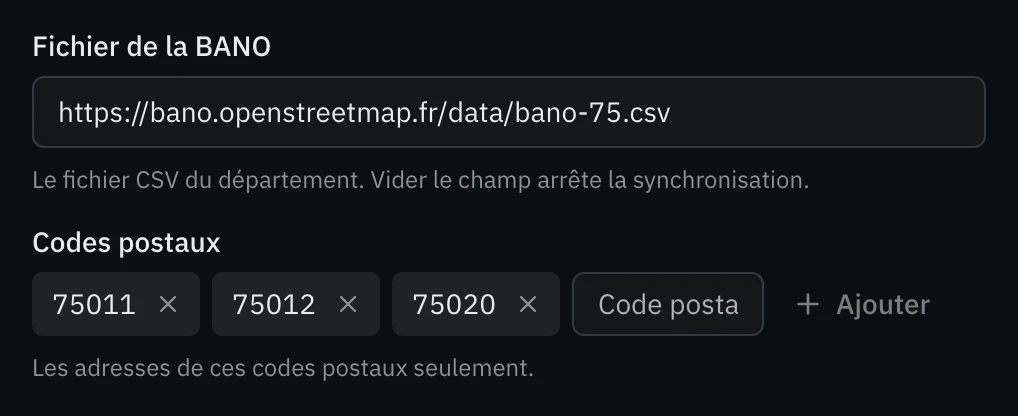 Fichier de la BANO
https://bano.openstreetmap.fr/data/bano-75.csv
Le fichier CSV du département. Vider le champ arrête la synchronisation.
Codes postaux
75011 × 75012 × 75020 × Code posta + Ajouter
Les adresses de ces codes postaux seulement.